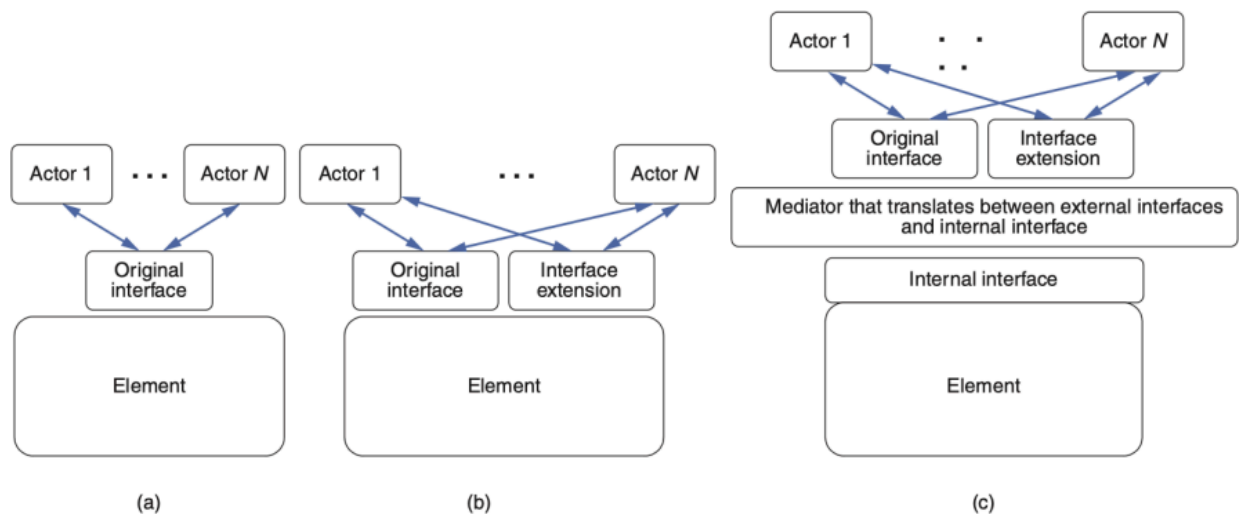 Actor 1
...
Actor N
Original
interface
Element
(a)
Actor 1
...
Actor N
Original
interface
Interface
extension
Element
(b)
Actor 1
Actor N
Original
interface
Interface
extension
Mediator that translates between external interfaces
and internal interface
Internal interface
Element
(c)